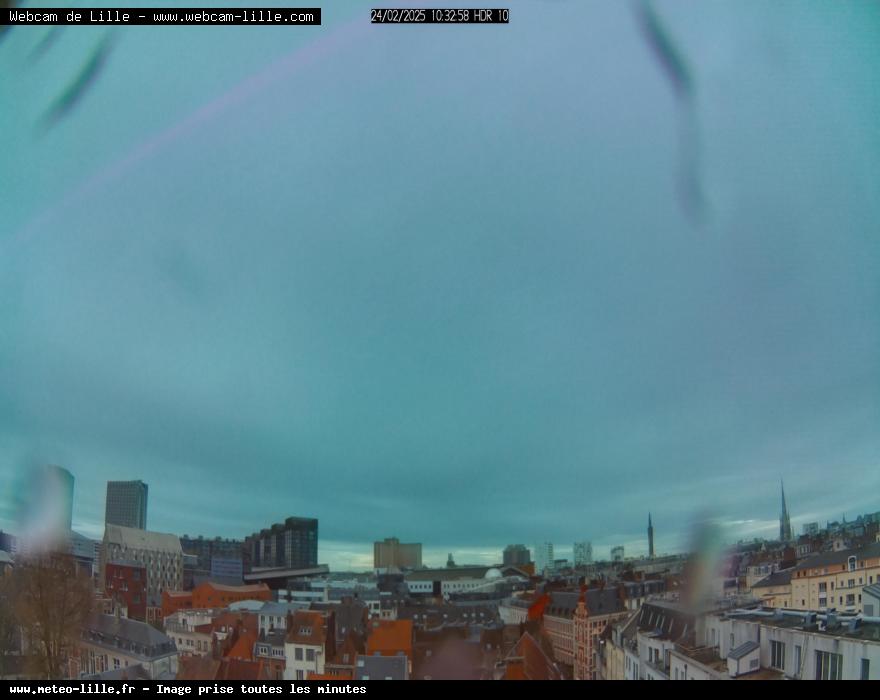 Webcam de Lille - www.webcam-lille.com
24/02/2025 10:32:58 HDR 10
www.meteo-lille.fr - Image prise toutes les minutes